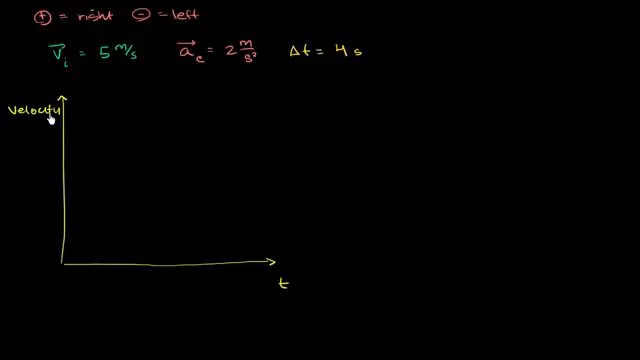 ⊕ = right ⊖ = left
v⃗ᵢ = 5 m/s a⃗c = 2 m/s² Δt = 4 s
velocity
t